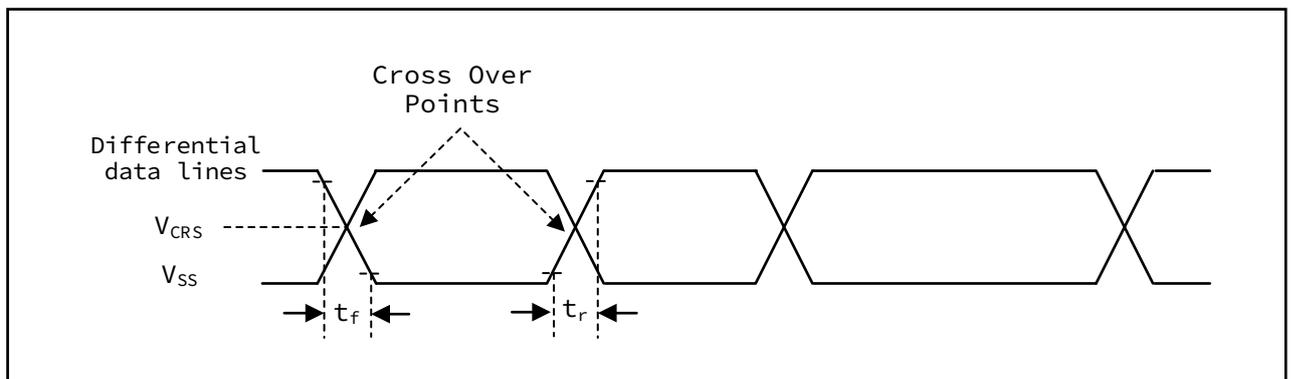 Cross Over
Points
Differential
data lines
VCRS
VSS
tf
tr